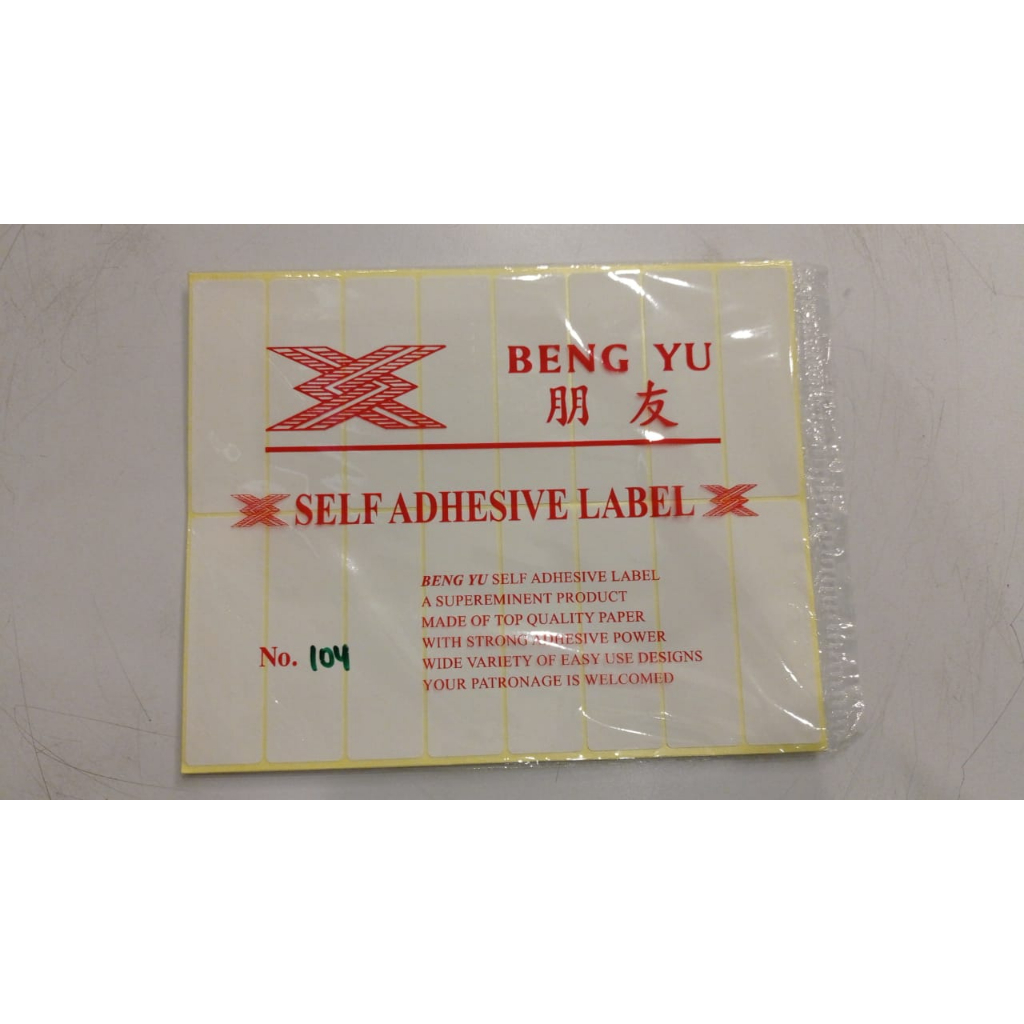 BENG YU
朋友
SELF ADHESIVE LABEL
BENG YU SELF ADHESIVE LABEL
A SUPEREMINENT PRODUCT
MADE OF TOP QUALITY PAPER
WITH STRONG ADHESIVE POWER
WIDE VARIETY OF EASY USE DESIGNS
YOUR PATRONAGE IS WELCOMED
No. 104